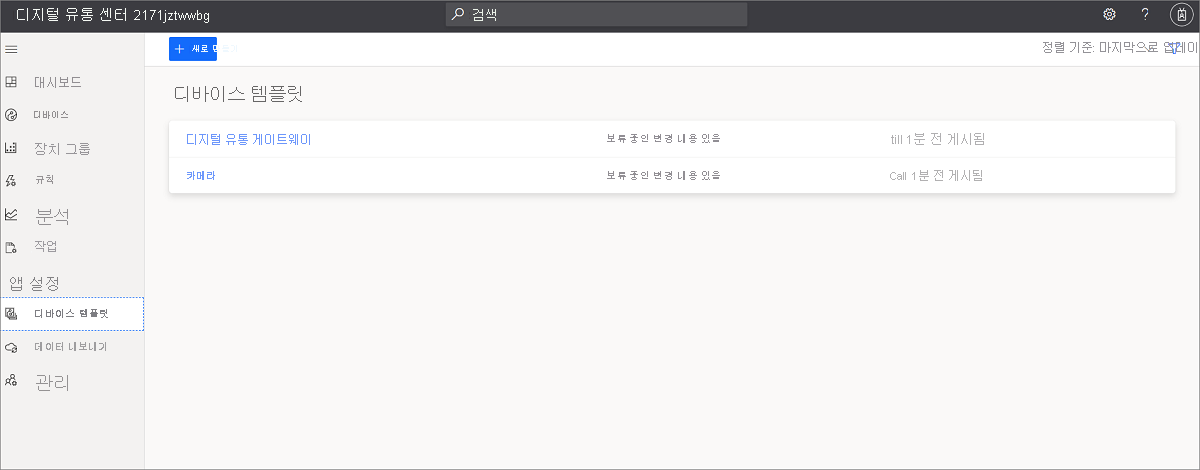 디지털 유통 센터 2171jztwwbg
검색
?
+ 새로 만
정렬 기준: 마지막으로 업데이
대시보드
디바이스
장치 그룹
규칙
분석
작업
앱 설정
디바이스 템플릿
데이터 내보내기
관리
디바이스 템플릿
디지털 유통 게이트웨이 보류 중인 변경 내용 있음 till 1분 전 게시됨
카메라 보류 중인 변경 내용 있음 Call 1분 전 게시됨